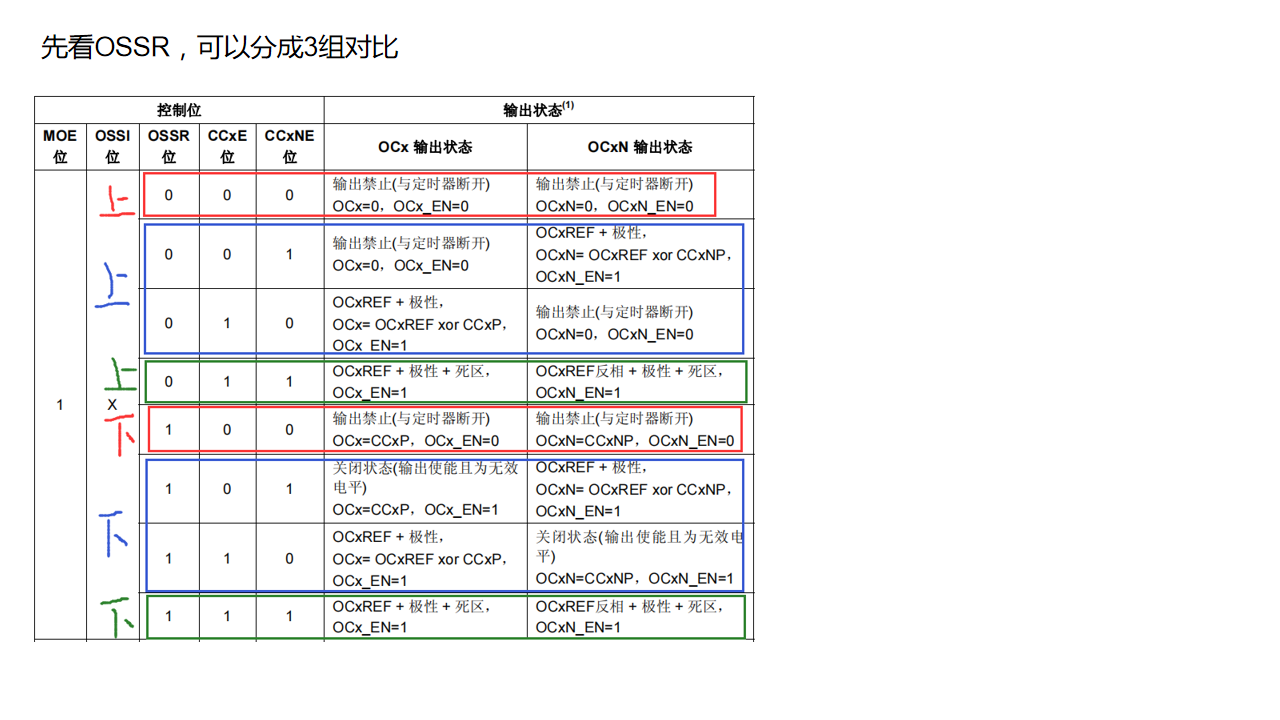 先看OSSR，可以分成3组对比
控制位 输出状态(1)
MOE位 OSSI位 OSSR位 CCxE位 CCxNE位 OCx 输出状态 OCxN 输出状态
1 X
上
0 0 0
输出禁止(与定时器断开)
OCx=0，OCx_EN=0
输出禁止(与定时器断开)
OCxN=0，OCxN_EN=0
上
0 0 1
输出禁止(与定时器断开)
OCx=0，OCx_EN=0
OCxREF + 极性，
OCxN= OCxREF xor CCxNP，
OCxN_EN=1
0 1 0
OCxREF + 极性，
OCx= OCxREF xor CCxP，
OCx_EN=1
输出禁止(与定时器断开)
OCxN=0，OCxN_EN=0
上
0 1 1
OCxREF + 极性 + 死区，
OCx_EN=1
OCxREF反相 + 极性 + 死区，
OCxN_EN=1
下
1 0 0
输出禁止(与定时器断开)
OCx=CCxP，OCx_EN=0
输出禁止(与定时器断开)
OCxN=CCxNP，OCxN_EN=0
下
1 0 1
关闭状态(输出使能且为无效
电平)
OCx=CCxP，OCx_EN=1
OCxREF + 极性，
OCxN= OCxREF xor CCxNP，
OCxN_EN=1
1 1 0
OCxREF + 极性，
OCx= OCxREF xor CCxP，
OCx_EN=1
关闭状态(输出使能且为无效电
平)
OCxN=CCxNP，OCxN_EN=1
下
1 1 1
OCxREF + 极性 + 死区，
OCx_EN=1
OCxREF反相 + 极性 + 死区，
OCxN_EN=1